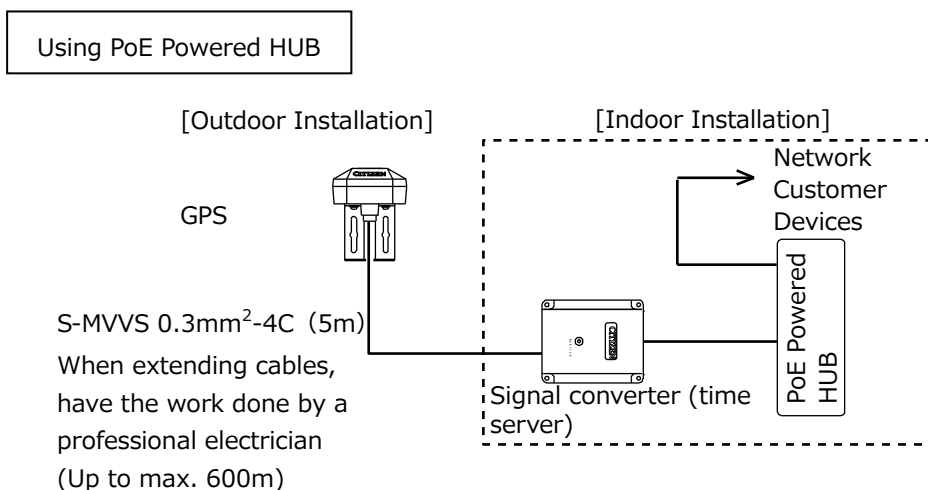 Using PoE Powered HUB
[Outdoor Installation]
[Indoor Installation]
Network
Customer
Devices
CITIZEN
GPS
PoE Powered
HUB
S-MVVS 0.3mm²-4C (5m)
When extending cables,
have the work done by a
professional electrician
(Up to max. 600m)
CITIZEN
Signal converter (time
server)